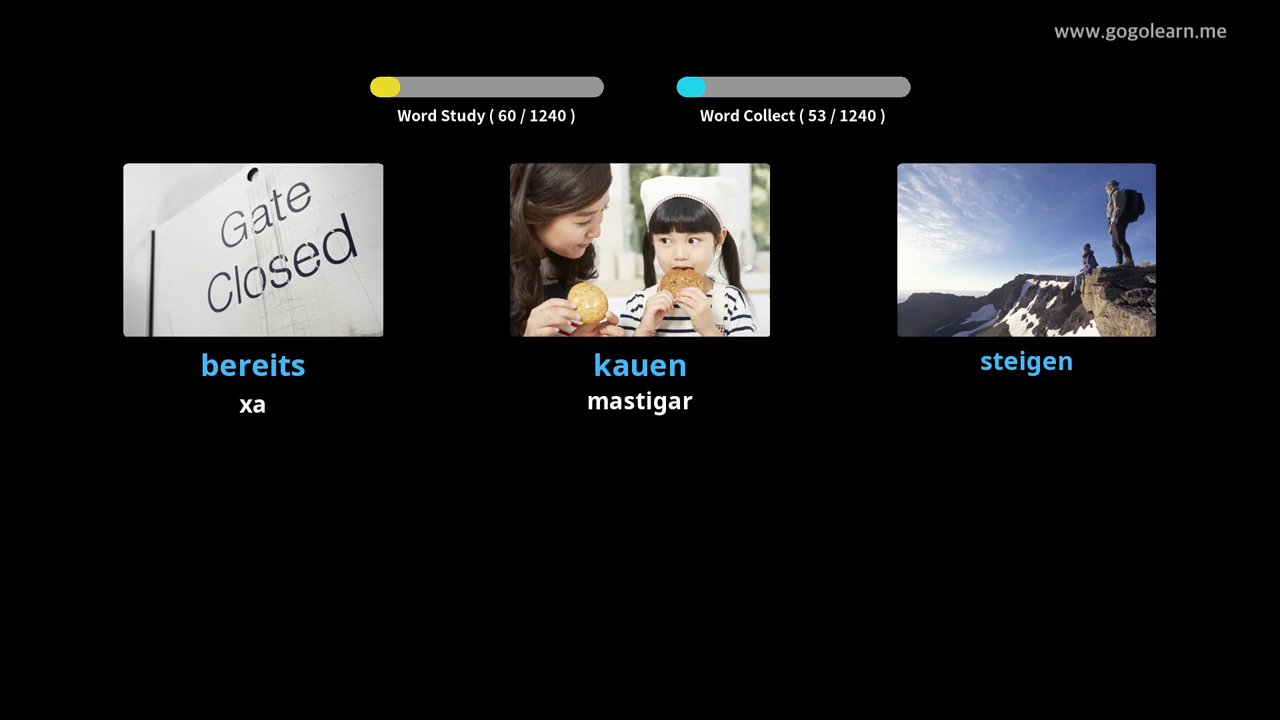 www.gogolearn.me
Word Study ( 60 / 1240 )
Word Collect ( 53 / 1240 )
Gate
Closed
bereits
kauen
steigen
xa
mastigar